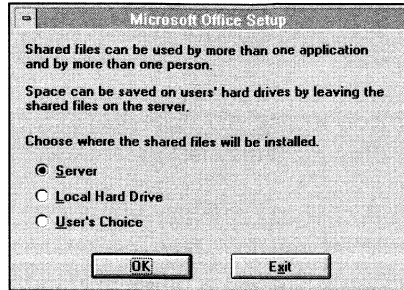 Microsoft Office Setup
Shared files can be used by more than one application
and by more than one person.
Space can be saved on users' hard drives by leaving the
shared files on the server.
Choose where the shared files will be installed.
Server
Local Hard Drive
User's Choice
OK
Exit